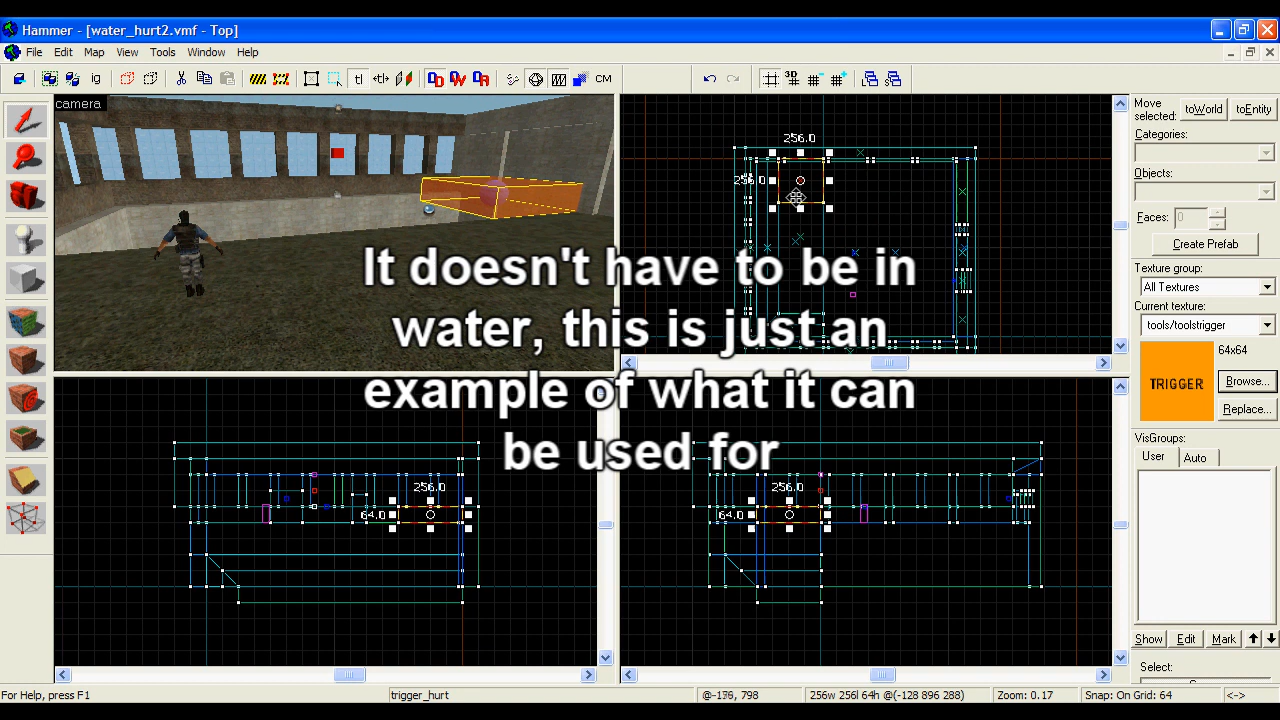 Hammer - [water_hurt2.vmf - Top]
File Edit Map View Tools Window Help
camera
Move selected:
toWorld
toEntity
Categories:
Objects:
Faces: 0
Create Prefab
Texture group:
All Textures
Current texture:
tools/toolstrigger
TRIGGER
64x64
Browse...
Replace...
VisGroups:
User Auto
Show Edit Mark
Select:
256.0
256.0
256.0
64.0
256.0
64.0
It doesn't have to be in
water, this is just an
example of what it can
be used for
For Help, press F1
trigger_hurt
@-176, 798
256w 256l 64h @(-128 896 288)
Zoom: 0.17
Snap: On Grid: 64
<->